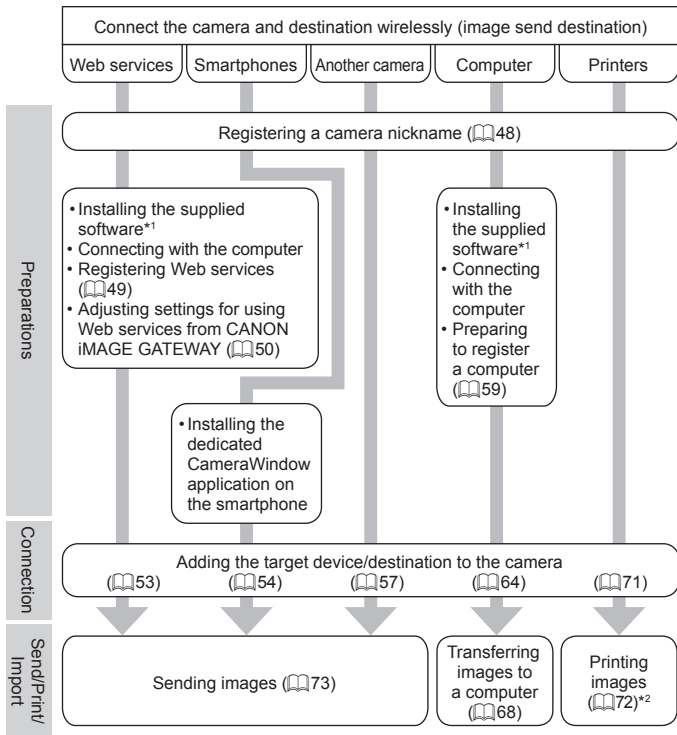 Connect the camera and destination wirelessly (image send destination)
Web services
Smartphones
Another camera
Computer
Printers
Preparations
Registering a camera nickname (48)
• Installing the supplied
software*1
• Connecting with the computer
• Registering Web services
(49)
• Adjusting settings for using
Web services from CANON
iMAGE GATEWAY (50)
• Installing
the supplied
software*1
• Connecting
with the
computer
• Preparing
to register
a computer
(59)
• Installing the
dedicated
CameraWindow
application on
the smartphone
Connection
Adding the target device/destination to the camera
(53)
(54)
(57)
(64)
(71)
Send/Print/
Import
Sending images (73)
Transferring
images to
a computer
(68)
Printing
images
(72)*2